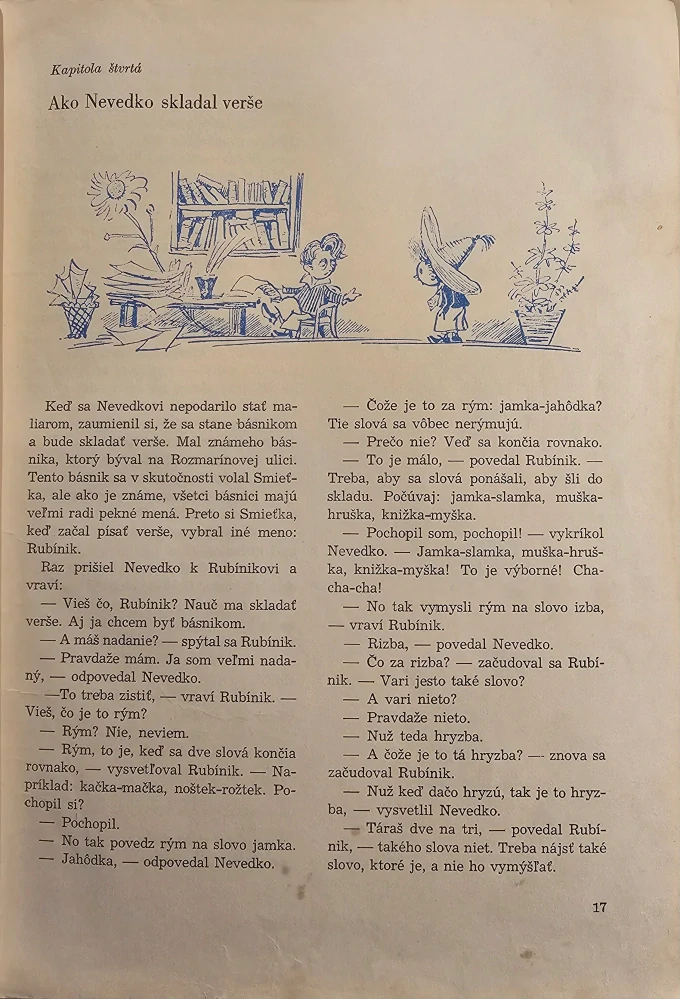 Kapitola štvrtá
Ako Nevedko skladal verše
Keď sa Nevedkovi nepodarilo stať ma-
liarom, zaumienil si, že sa stane básnikom
a bude skladať verše. Mal známeho bás-
nika, ktorý býval na Rozmarínovej ulici.
Tento básnik sa v skutočnosti volal Smieť-
ka, ale ako je známe, všetci básnici majú
veľmi radi pekné mená. Preto si Smieťka,
keď začal písať verše, vybral iné meno:
Rubínik.
Raz prišiel Nevedko k Rubínikovi a
vraví:
— Vieš čo, Rubínik? Nauč ma skladať
verše. Aj ja chcem byť básnikom.
— A máš nadanie? — spýtal sa Rubínik.
— Pravdaže mám. Ja som veľmi nada-
ný, — odpovedal Nevedko.
—To treba zistiť, — vraví Rubínik. —
Vieš, čo je to rým?
— Rým? Nie, neviem.
— Rým, to je, keď sa dve slová končia
rovnako, — vysvetľoval Rubínik. — Na-
príklad: kačka-mačka, noštek-rožtek. Po-
chopil si?
— Pochopil.
— No tak povedz rým na slovo jamka.
— Jahôdka, — odpovedal Nevedko.
— Čože je to za rým: jamka-jahôdka?
Tie slová sa vôbec nerýmujú.
— Prečo nie? Veď sa končia rovnako.
— To je málo, — povedal Rubínik. —
Treba, aby sa slová ponášali, aby šli do
skladu. Počúvaj: jamka-slamka, muška-
hruška, knižka-myška.
— Pochopil som, pochopil! — vykríkol
Nevedko. — Jamka-slamka, muška-hruš-
ka, knižka-myška! To je výborné! Cha-
cha-cha!
— No tak vymysli rým na slovo izba,
— vraví Rubínik.
— Rizba, — povedal Nevedko.
— Čo za rizba? — začudoval sa Rubí-
nik. — Vari jesto také slovo?
— A vari nieto?
— Pravdaže nieto.
— Nuž teda hryzba.
— A čože je to tá hryzba? — znova sa
začudoval Rubínik.
— Nuž keď dačo hryzú, tak je to hryz-
ba, — vysvetlil Nevedko.
— Táraš dve na tri, — povedal Rubí-
nik, — takého slova niet. Treba nájsť také
slovo, ktoré je, a nie ho vymýšľať.
17